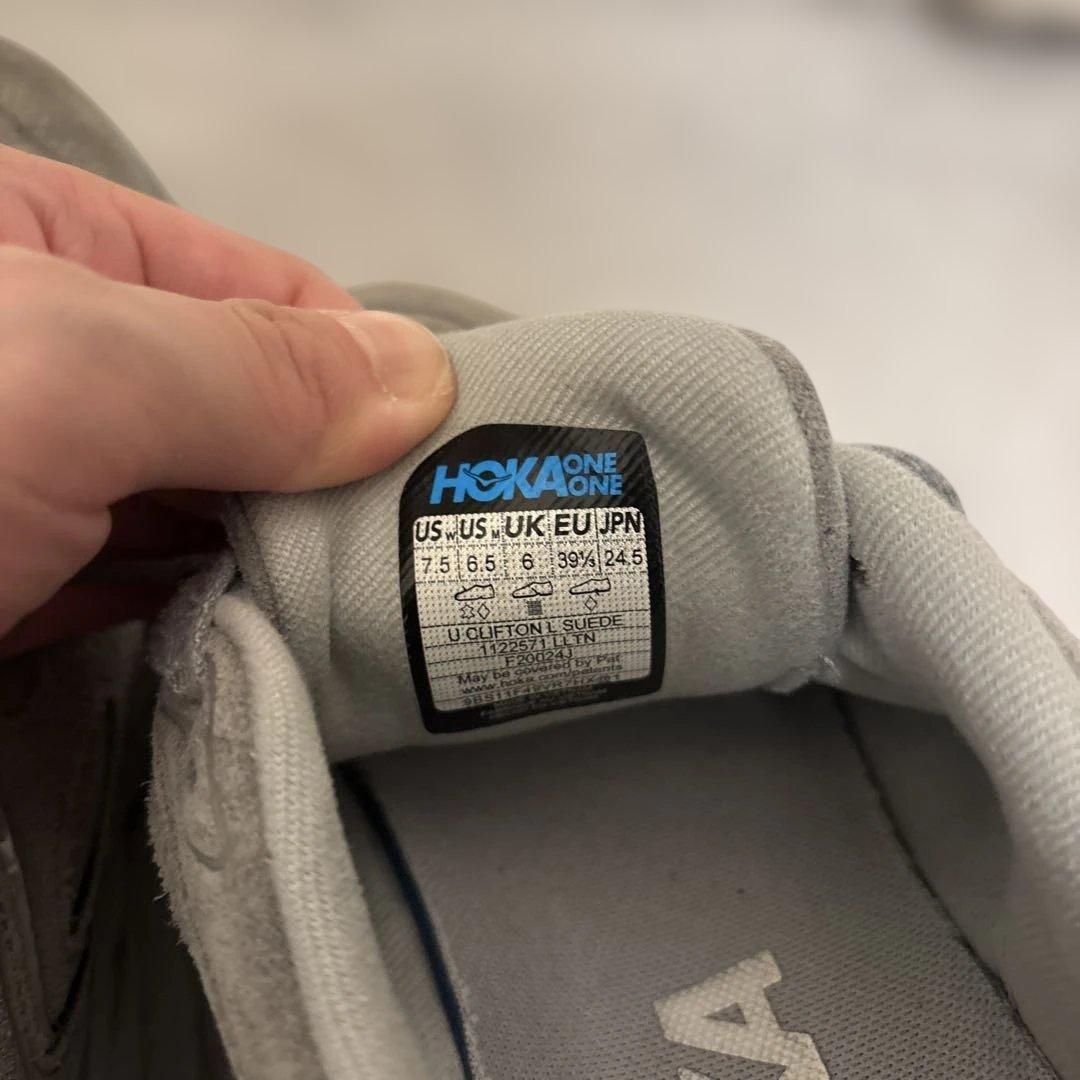 HOKA ONE ONE
US W US M UK EU JPN
7.5 6.5 6 39⅓ 24.5
U CLIFTON L SUEDE
1122571 LLTN
F20024J
May be covered by Pat
www.hoka.com/patents
KA